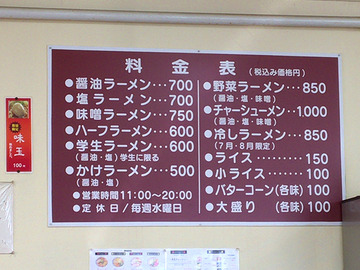 料金表 (税込み価格円)
●醤油ラーメン…700
●塩ラーメン…700
●味噌ラーメン…750
●ハーフラーメン…600
●学生ラーメン…600
(醤油・塩)学生に限る
●かけラーメン…500
(醤油・塩)
●営業時間11:00〜20:00
●定休日/毎週水曜日
●野菜ラーメン…850
(醤油・塩・味噌)
●チャーシューメン…1,000
(醤油・塩・味噌)
●冷しラーメン…850
(7月・8月限定)
●ライス………150
●小ライス………100
●バターコーン(各味)100
●大盛り(各味)100
味玉
100